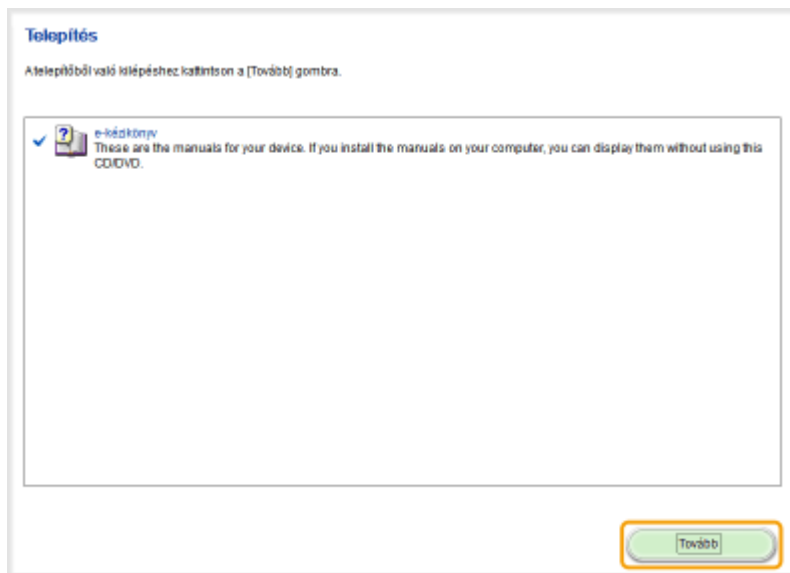 Telepítés
A telepítőből való kilépéshez kattintson a [Tovább] gombra.
e-kézikönyv
These are the manuals for your device. If you install the manuals on your computer, you can display them without using this
CD/DVD.
Tovább